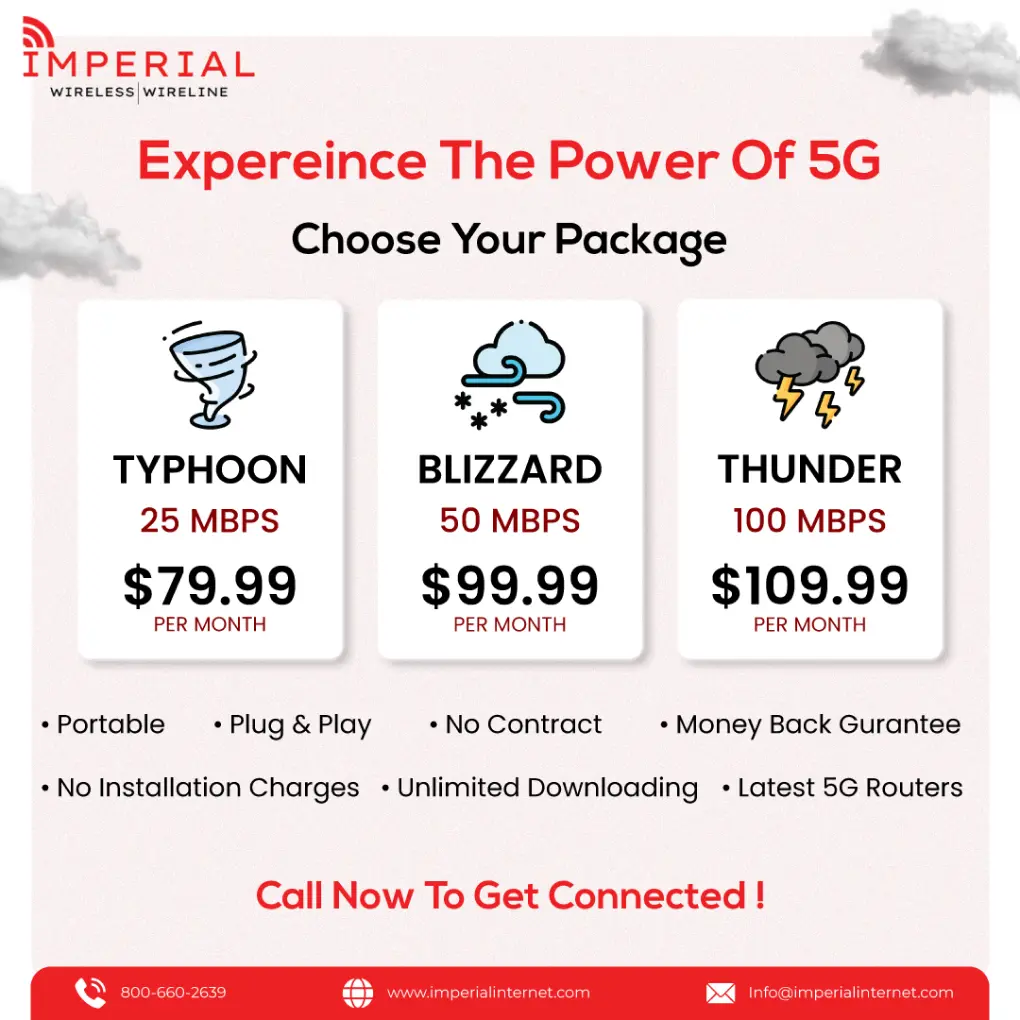 IMPERIAL
WIRELESS | WIRELINE
Expereince The Power Of 5G
Choose Your Package
TYPHOON
25 MBPS
$79.99
PER MONTH
BLIZZARD
50 MBPS
$99.99
PER MONTH
THUNDER
100 MBPS
$109.99
PER MONTH
• Portable • Plug & Play • No Contract • Money Back Gurantee
• No Installation Charges • Unlimited Downloading • Latest 5G Routers
Call Now To Get Connected !
800-660-2639 www.imperialinternet.com Info@imperialinternet.com